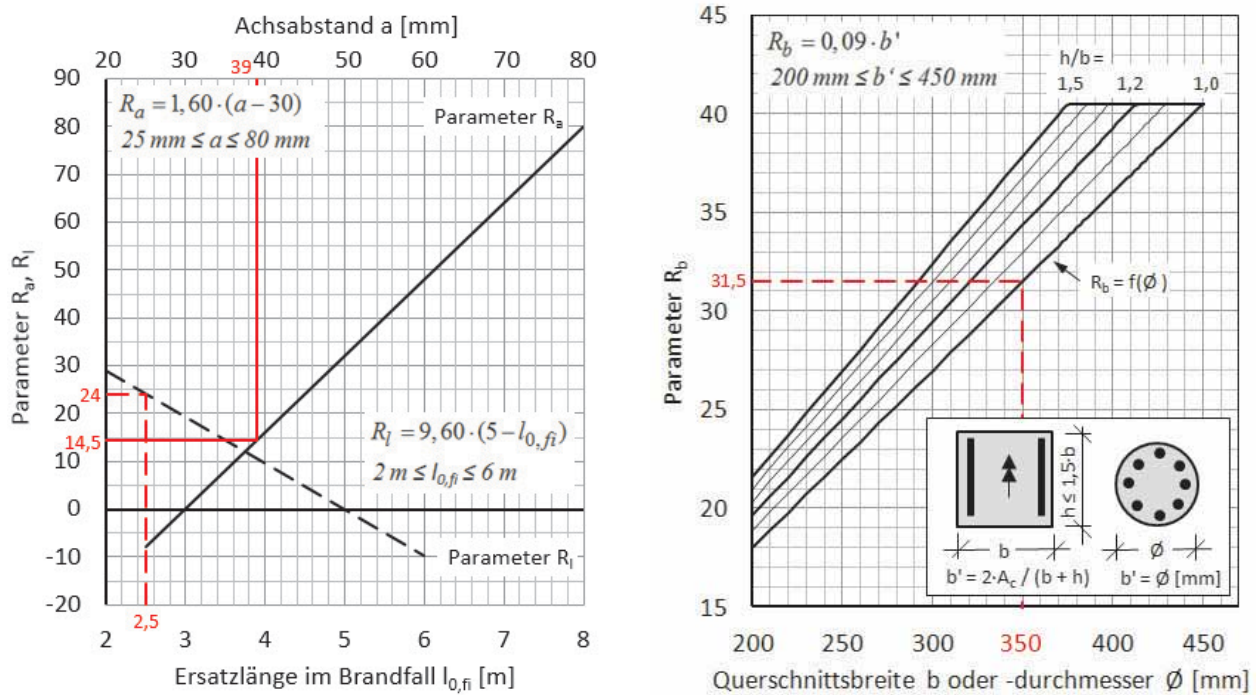 Achsabstand a [mm]
20 30 40 50 60 70 80
39
90
80
70
60
50
40
30
20
10
0
-10
-20
24
14,5
Parameter Rₐ, Rₗ
Rₐ = 1,60 · (a − 30)
25 mm ≤ a ≤ 80 mm
Parameter Rₐ
Rₗ = 9,60 · (5 − l₀,fi)
2 m ≤ l₀,fi ≤ 6 m
Parameter Rₗ
2,5
2 3 4 5 6 7 8
Ersatzlänge im Brandfall l₀,fi [m]
45
40
35
31,5
30
25
20
15
Parameter R_b
R_b = 0,09 · b'
200 mm ≤ b' ≤ 450 mm
h/b =
1,5 1,2 1,0
R_b = f(Ø)
h ≤ 1,5·b
b
Ø
b' = 2·A_c / (b + h)
b' = Ø [mm]
200 250 300 350 400 450
Querschnittsbreite b oder -durchmesser Ø [mm]